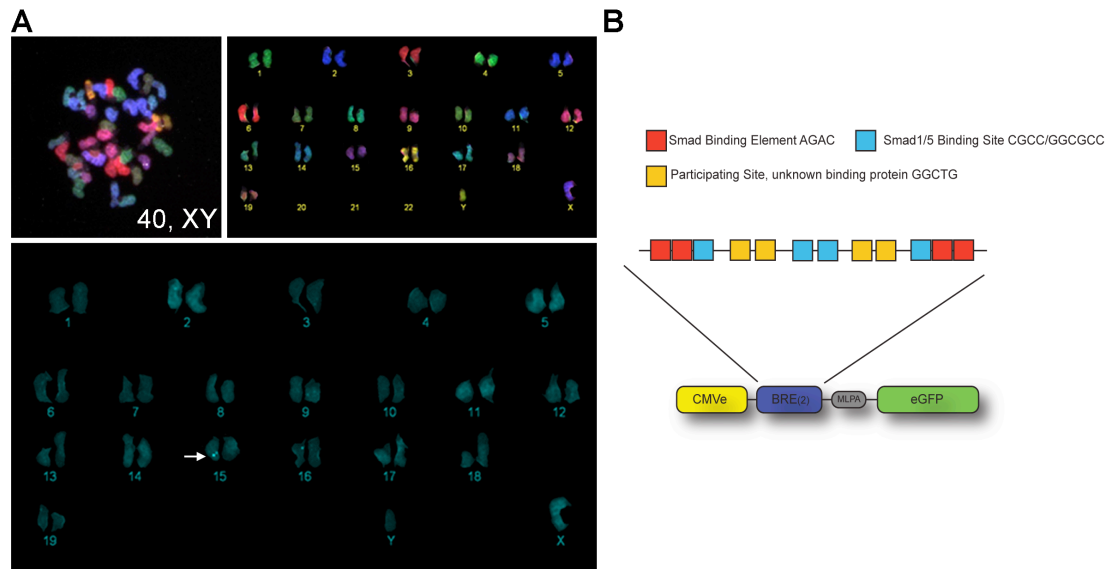 A
B
40, XY
1 2 3 4 5
6 7 8 9 10 11 12
13 14 15 16 17 18
19 20 21 22 Y X
1 2 3 4 5
6 7 8 9 10 11 12
13 14 15 16 17 18
19 Y X
Smad Binding Element AGAC
Smad1/5 Binding Site CGCC/GGCGCC
Participating Site, unknown binding protein GGCTG
CMVe BRE(2) MLPA eGFP